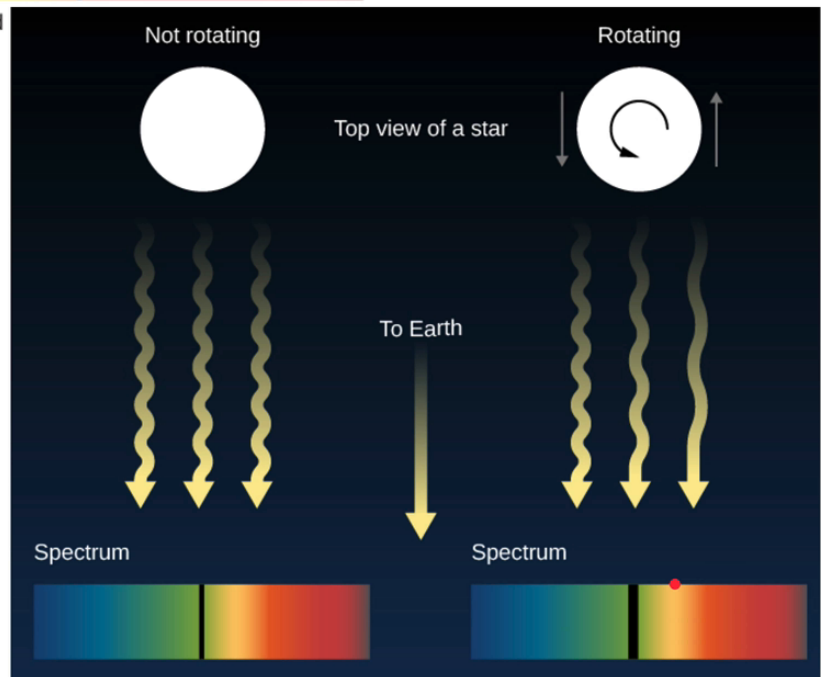 Not rotating
Rotating
Top view of a star
To Earth
Spectrum
Spectrum